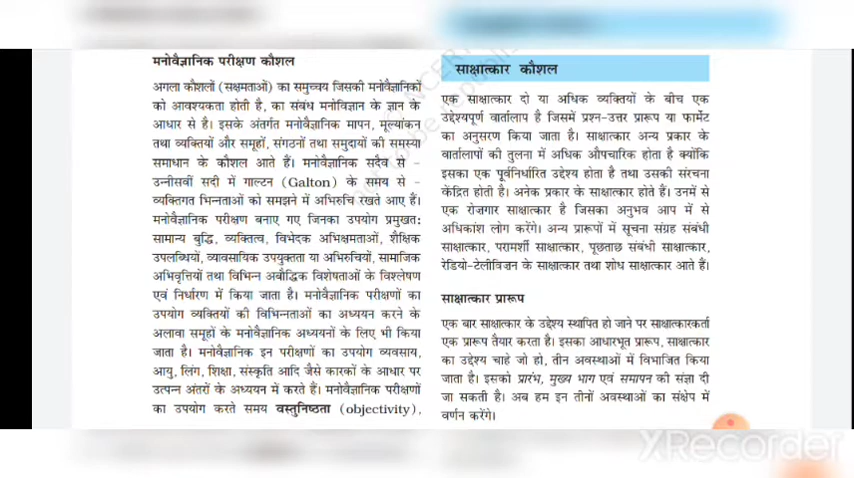 मनोवैज्ञानिक परीक्षण कौशल
अगला कौशलों (सक्षमताओं) का समुच्चय जिसकी मनोवैज्ञानिकों
को आवश्यकता होती है, का संबंध मनोविज्ञान के ज्ञान के
आधार से है। इसके अंतर्गत मनोवैज्ञानिक मापन, मूल्यांकन
तथा व्यक्तियों और समूहों, संगठनों तथा समुदायों की समस्या
समाधान के कौशल आते हैं। मनोवैज्ञानिक सदैव से -
उन्नीसवीं सदी में गाल्टन (Galton) के समय से -
व्यक्तिगत भिन्नताओं को समझने में अभिरुचि रखते आए हैं।
मनोवैज्ञानिक परीक्षण बनाए गए जिनका उपयोग प्रमुखतः
सामान्य बुद्धि, व्यक्तित्व, विभेदक अभिक्षमताओं, शैक्षिक
उपलब्धियों, व्यावसायिक उपयुक्तता या अभिरुचियों, सामाजिक
अभिवृत्तियों तथा विभिन्न अबौद्धिक विशेषताओं के विश्लेषण
एवं निर्धारण में किया जाता है। मनोवैज्ञानिक परीक्षणों का
उपयोग व्यक्तियों की विभिन्नता का अध्ययन करने के
अलावा समूहों के मनोवैज्ञानिक अध्ययनों के लिए भी किया
जाता है। मनोवैज्ञानिक इन परीक्षणों का उपयोग व्यवसाय,
आयु, लिंग, शिक्षा, संस्कृति आदि जैसे कारकों के आधार पर
उत्पन्न अंतरों के अध्ययन में करते हैं। मनोवैज्ञानिक परीक्षणों
का उपयोग करते समय वस्तुनिष्ठता (objectivity),
साक्षात्कार कौशल
एक साक्षात्कार दो या अधिक व्यक्तियों के बीच एक
उद्देश्यपूर्ण वार्तालाप है जिसमें प्रश्न-उत्तर प्रारूप या फार्मेट
का अनुसरण किया जाता है। साक्षात्कार अन्य प्रकार के
वार्तालापों की तुलना में अधिक औपचारिक होता है क्योंकि
इसका एक पूर्वनिर्धारित उद्देश्य होता है तथा उसकी संरचना
केंद्रित होती है। अनेक प्रकार के साक्षात्कार होते हैं। उनमें से
एक रोजगार साक्षात्कार है जिसका अनुभव आप में से
अधिकांश लोग करेंगे। अन्य प्रारूपों में सूचना संग्रह संबंधी
साक्षात्कार, परामर्शी साक्षात्कार, पूछताछ संबंधी साक्षात्कार,
रेडियो-टेलीविज़न के साक्षात्कार तथा शोध साक्षात्कार आते हैं।
साक्षात्कार प्रारूप
एक बार साक्षात्कार के उद्देश्य स्थापित हो जाने पर साक्षात्कारकर्ता
एक प्रारूप तैयार करता है। इसका आधारभूत प्रारूप, साक्षात्कार
का उद्देश्य चाहे जो हो, तीन अवस्थाओं में विभाजित किया
जाता है। इसको प्रारंभ, मुख्य भाग एवं समापन की संज्ञा दी
जा सकती है। अब हम इन तीनों अवस्थाओं का संक्षेप में
वर्णन करेंगे।
XRECORDER